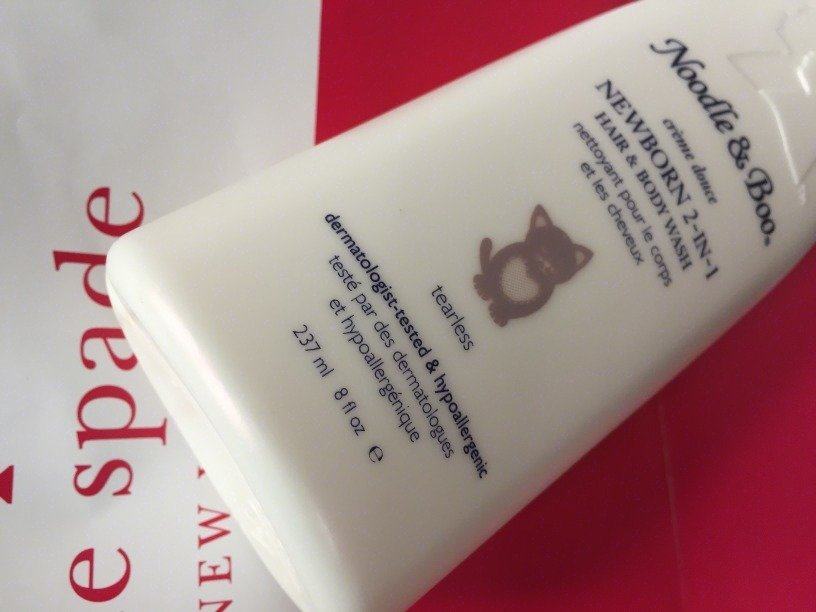 Noodle & Boo®
crème douce
NEWBORN 2-IN-1
HAIR & BODY WASH
nettoyant pour le corps
et les cheveux
tearless
dermatologist-tested & hypoallergenic
testé par des dermatologues
et hypoallergénique
237 ml 8 fl oz ℮
e spade
NEW